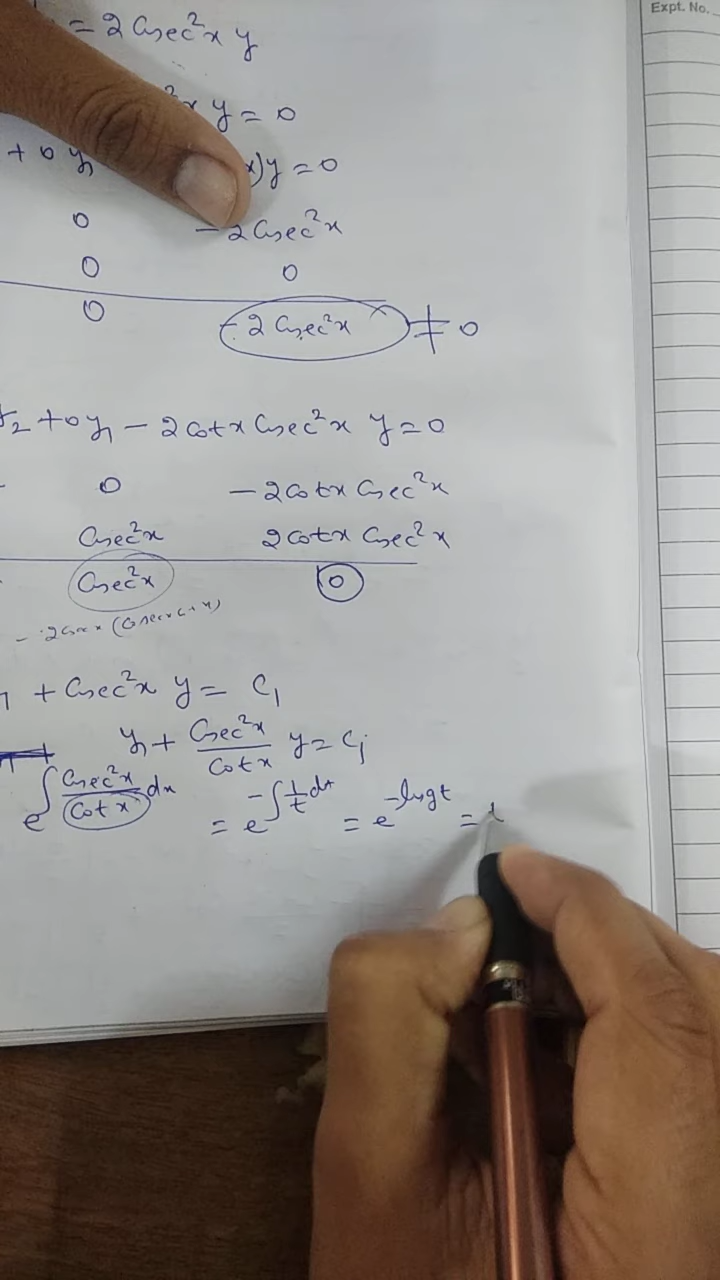 Expt. No.
= 2 Cosec²x y
y = 0
+ 0 y₁ x)y = 0
0 - 2 Cosec²x
0 0
0 - 2 Cosec²x ≠ 0
+ 0 y₁ - 2 cot x Cosec²x y = 0
0 - 2 cot x Cosec²x
Cosec²x 2 cot x Cosec²x
Cosec²x 0
+ Cosec²x y = C₁
y₁ + Cosec²x / Cot x y = C₁
e^∫ Cosec²x / Cot x dx = e^-∫ 1/t dt = e^-log t =